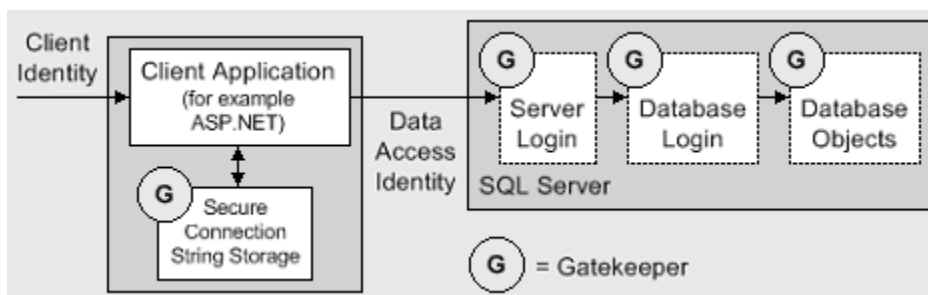 Client
Identity
Client Application
(for example
ASP.NET)
G
Secure
Connection
String Storage
Data
Access
Identity
G
Server
Login
G
Database
Login
G
Database
Objects
SQL Server
G = Gatekeeper